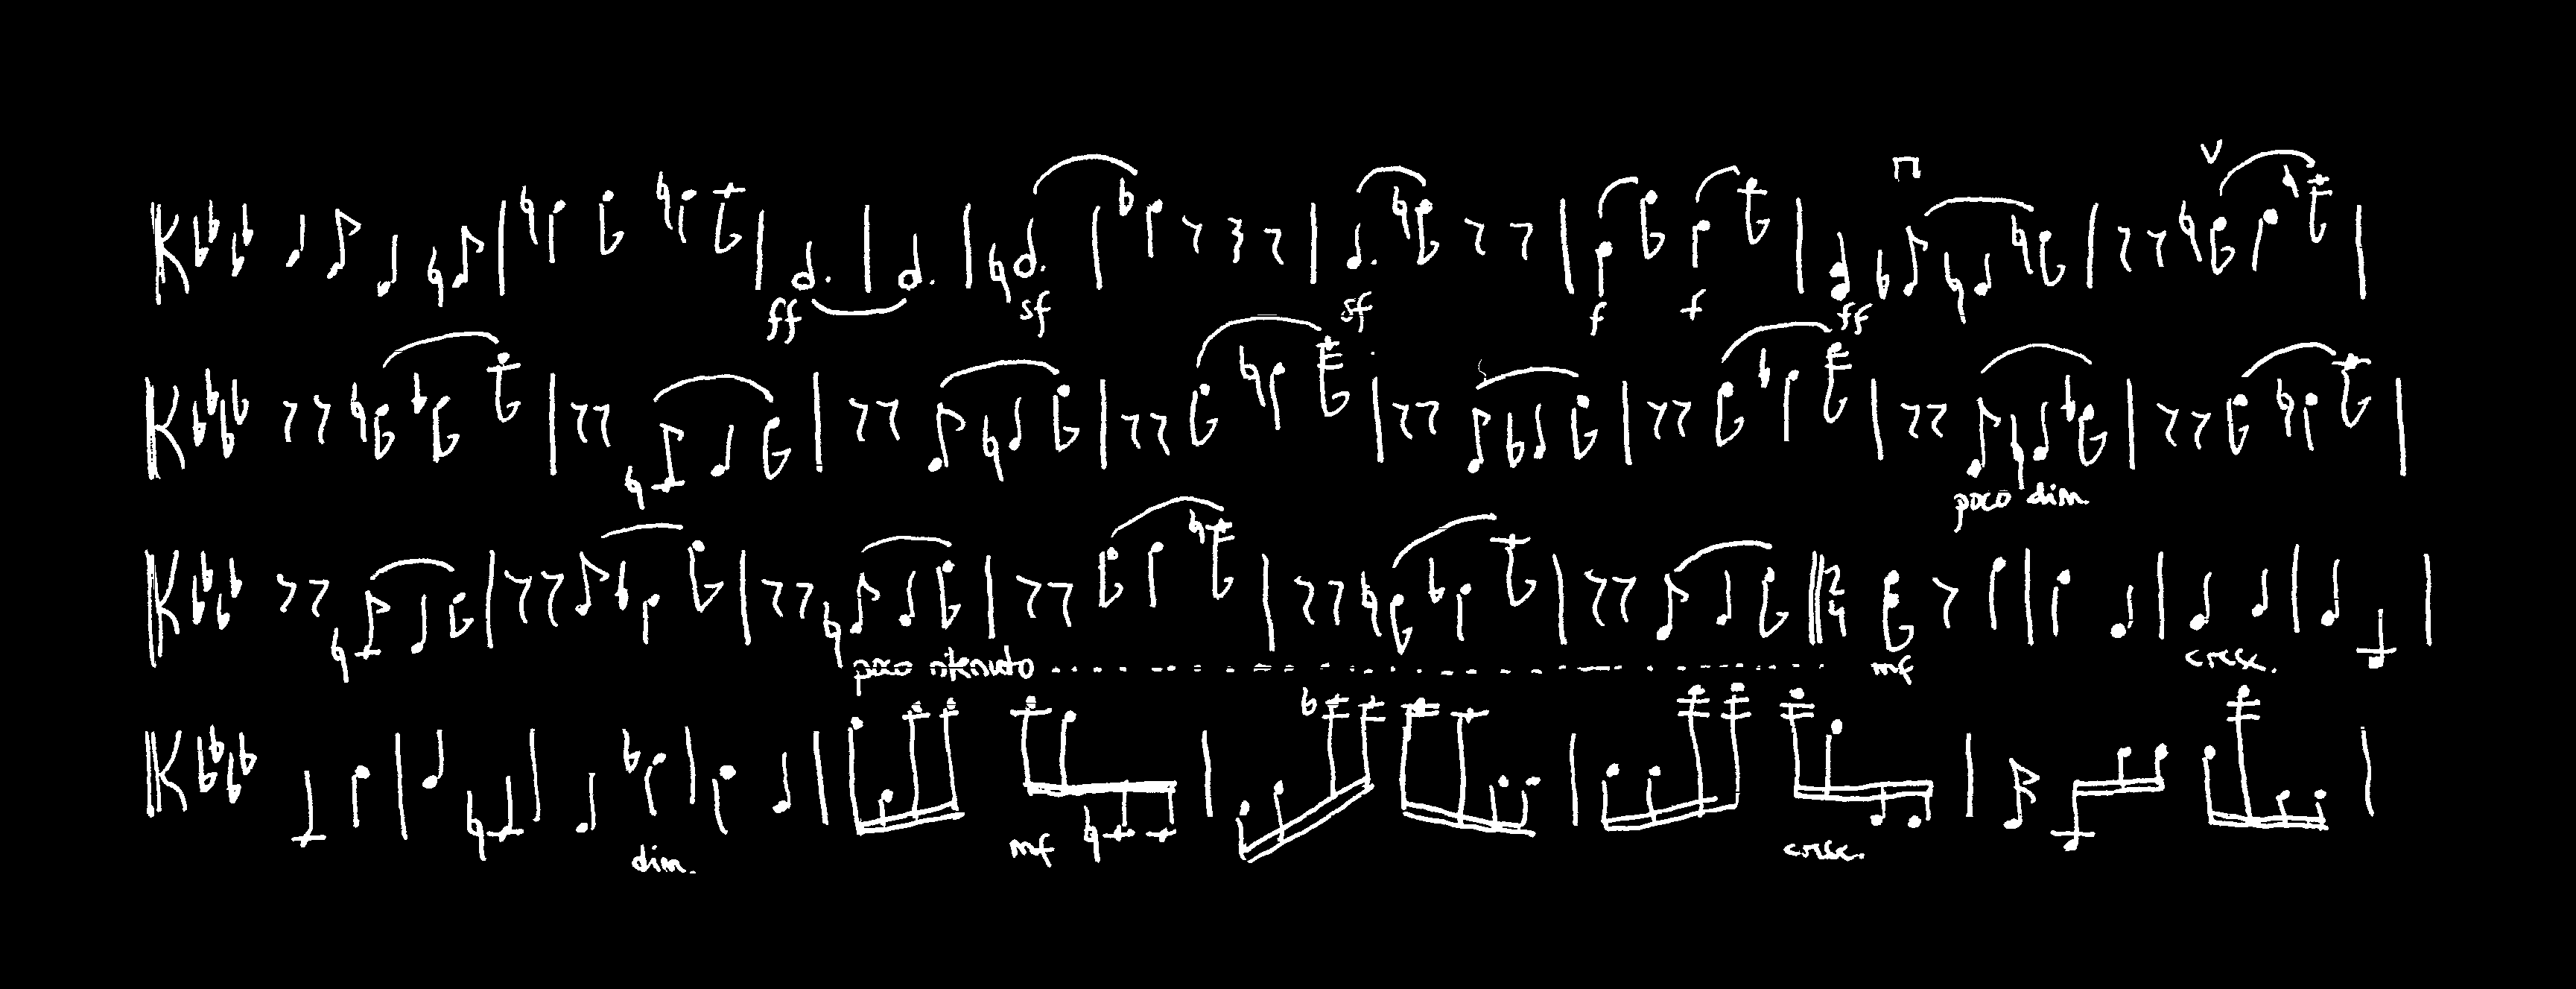 ff sf sf f f ff
poco dim.
poco ritenuto mf cresc.
dim. mf cresc.